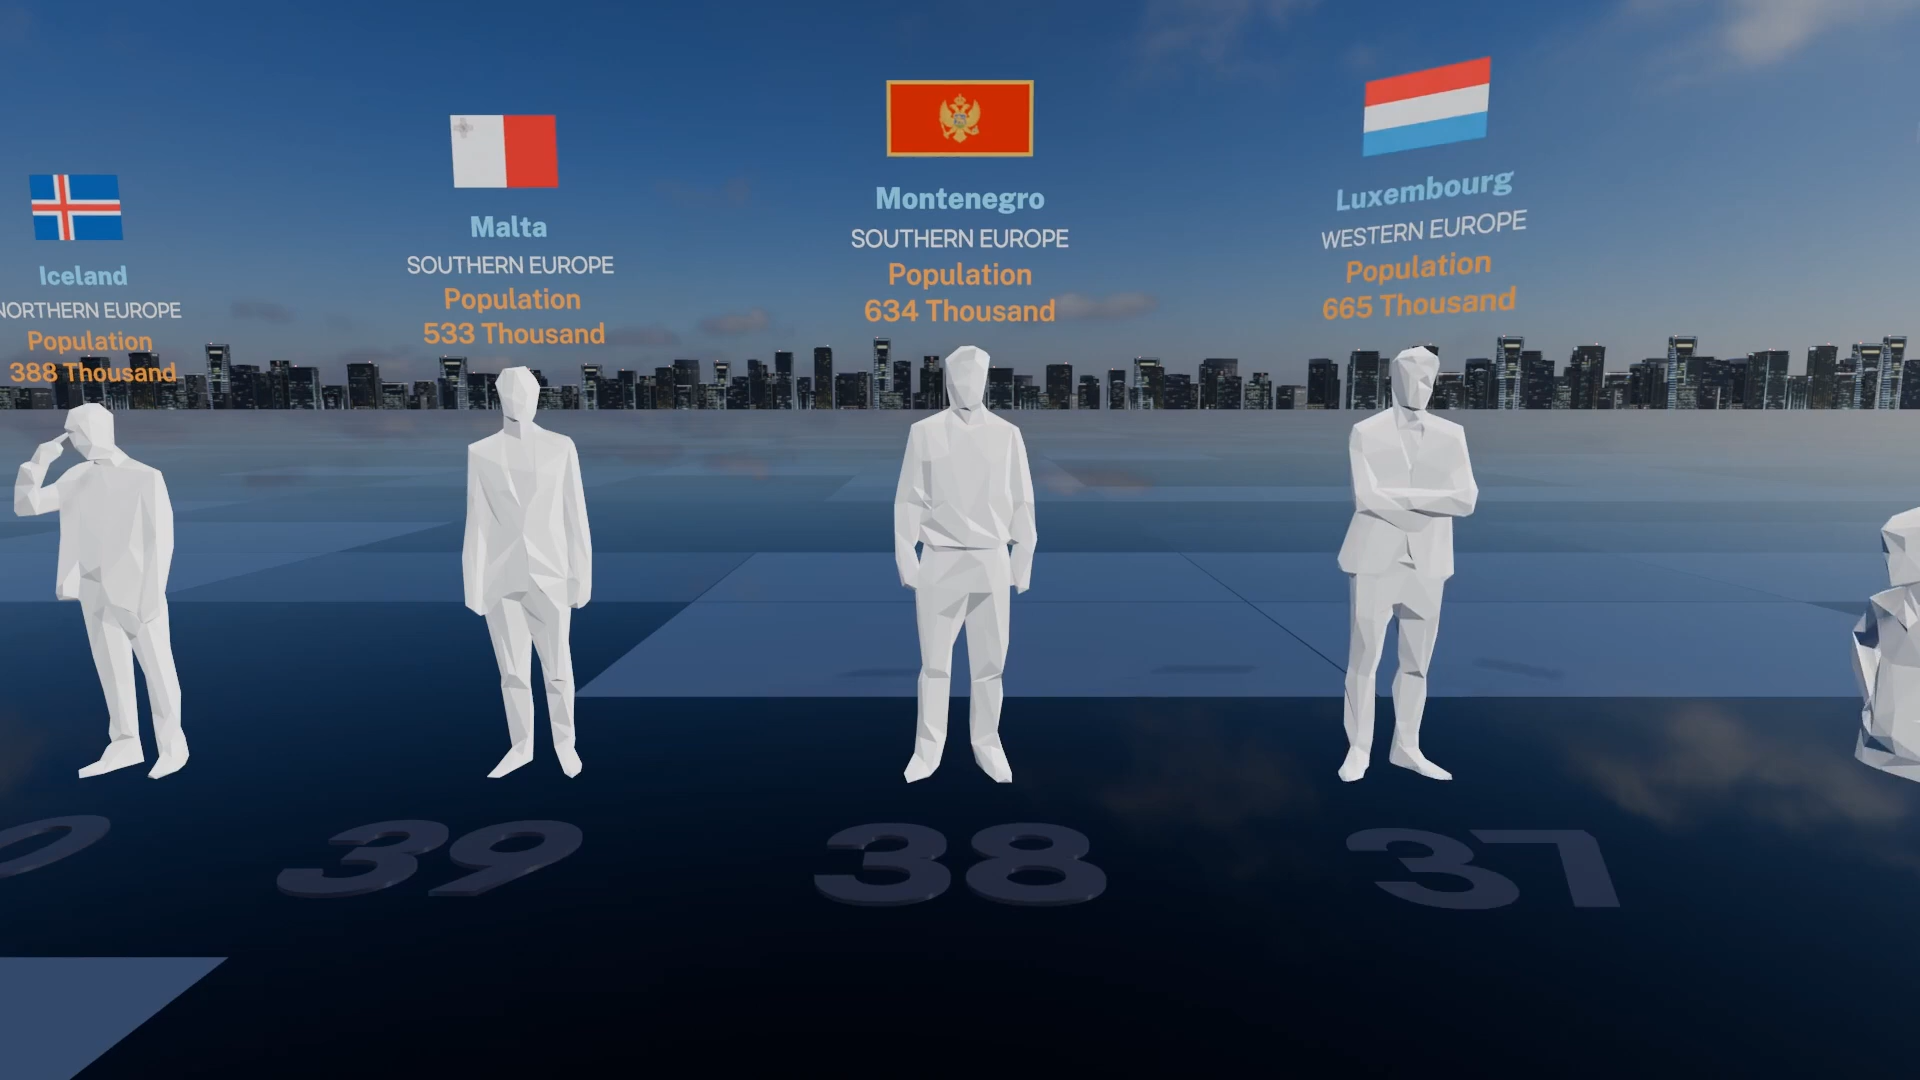 Iceland
NORTHERN EUROPE
Population
388 Thousand
Malta
SOUTHERN EUROPE
Population
533 Thousand
39
Montenegro
SOUTHERN EUROPE
Population
634 Thousand
38
Luxembourg
WESTERN EUROPE
Population
665 Thousand
37